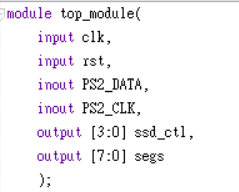 module top_module(
    input clk,
    input rst,
    inout PS2_DATA,
    inout PS2_CLK,
    output [3:0] ssd_ctl,
    output [7:0] segs
    );